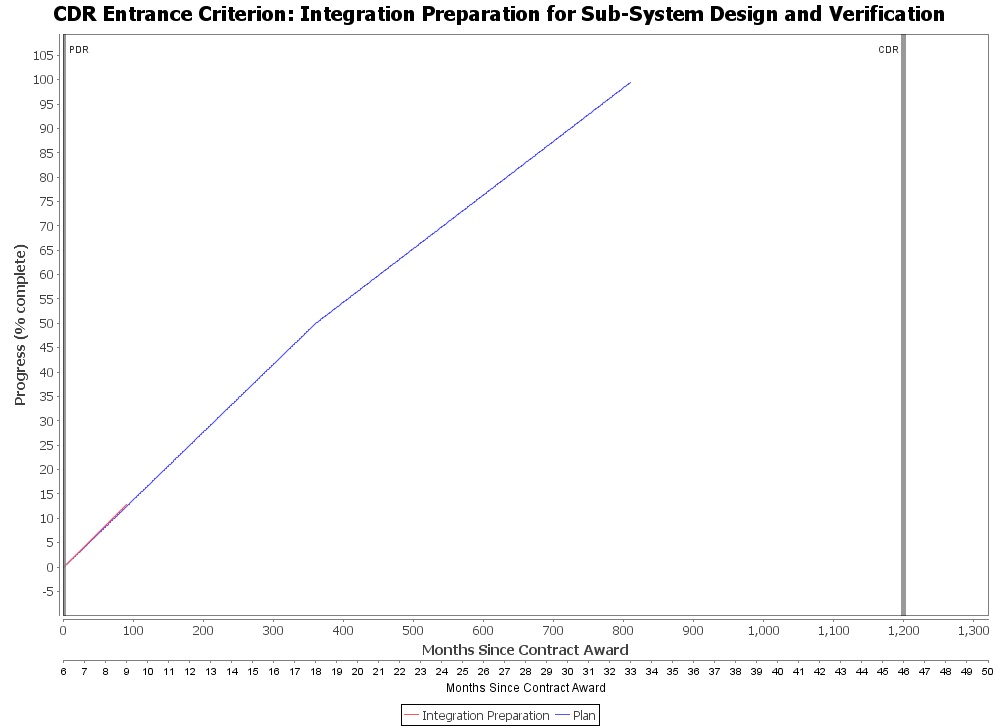 CDR Entrance Criterion: Integration Preparation for Sub-System Design and Verification
PDR
CDR
105
100
95
90
85
80
75
70
65
60
55
50
45
40
35
30
25
20
15
10
5
0
-5
Progress (% complete)
0 100 200 300 400 500 600 700 800 900 1,000 1,100 1,200 1,300
Months Since Contract Award
6 7 8 9 10 11 12 13 14 15 16 17 18 19 20 21 22 23 24 25 26 27 28 29 30 31 32 33 34 35 36 37 38 39 40 41 42 43 44 45 46 47 48 49 50
Months Since Contract Award
Integration Preparation Plan